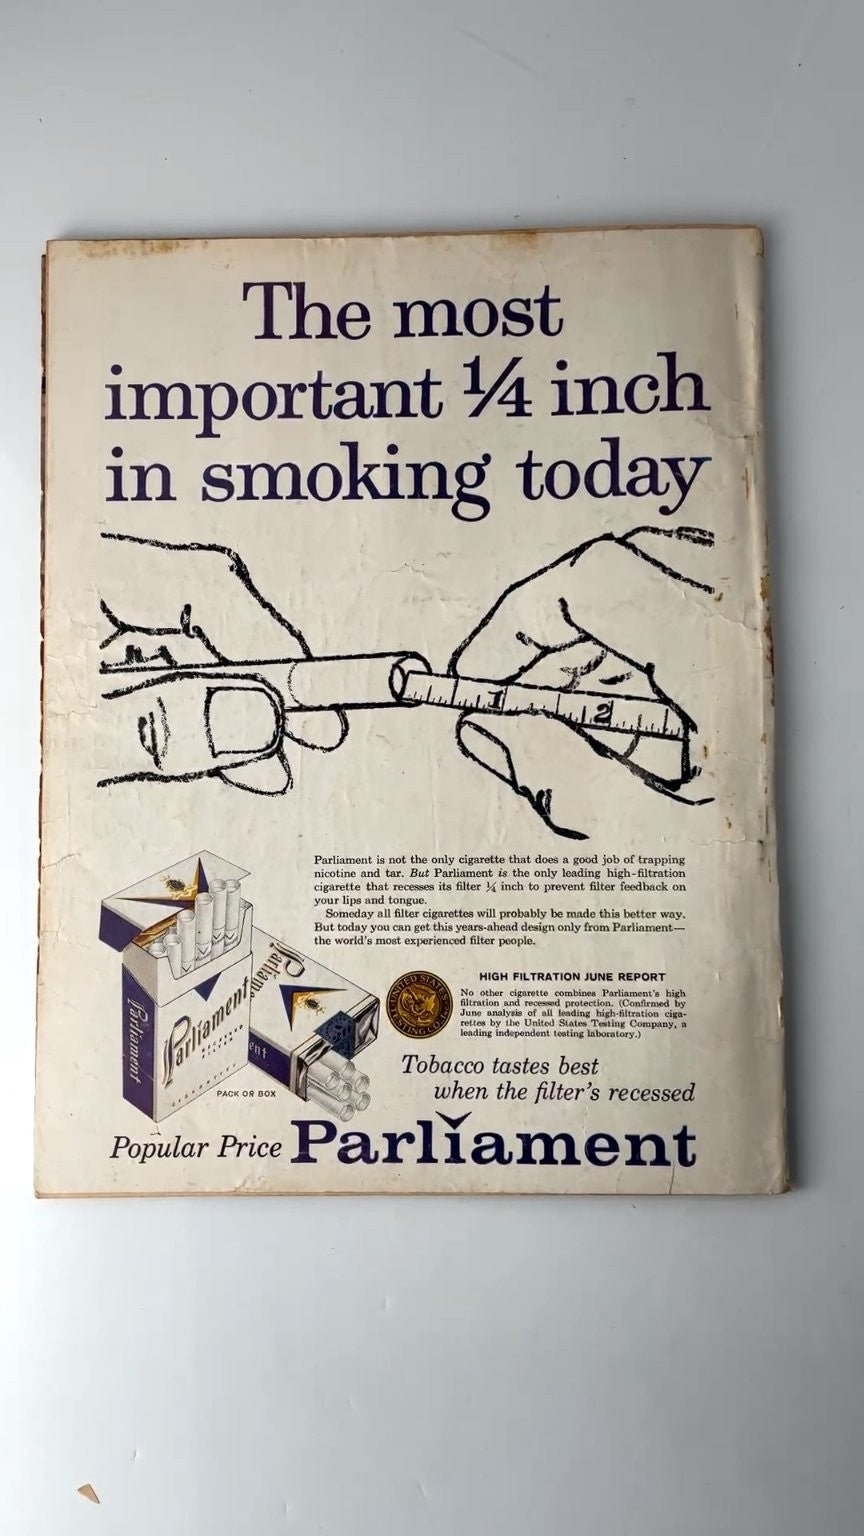 The most
important 1/4 inch
in smoking today
1
2
Parliament is not the only cigarette that does a good job of trapping
nicotine and tar. But Parliament is the only leading high-filtration
cigarette that recesses its filter 1/4 inch to prevent filter feedback on
your lips and tongue.
Someday all filter cigarettes will probably be made this better way.
But today you can get this years-ahead design only from Parliament—
the world's most experienced filter people.
HIGH FILTRATION JUNE REPORT
No other cigarette combines Parliament's high
filtration and recessed protection. (Confirmed by
June analysis of all leading high-filtration ciga-
rettes by the United States Testing Company, a
leading independent testing laboratory.)
UNITED STATES
TESTING CO.
Parliament
Parliament
RECESSED
FILTER
CIGARETTES
Parliam
ent
PACK OR BOX
Tobacco tastes best
when the filter's recessed
Popular Price Parliament